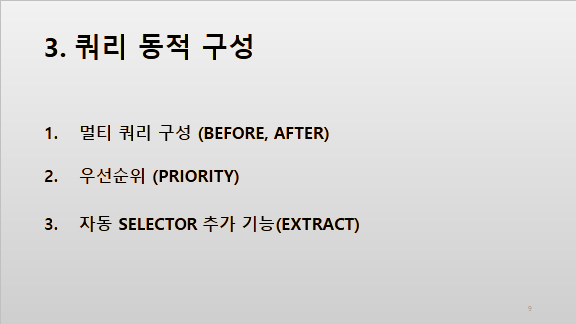 3. 쿼리 동적 구성
1. 멀티 쿼리 구성 (BEFORE, AFTER)
2. 우선순위 (PRIORITY)
3. 자동 SELECTOR 추가 기능(EXTRACT)
9